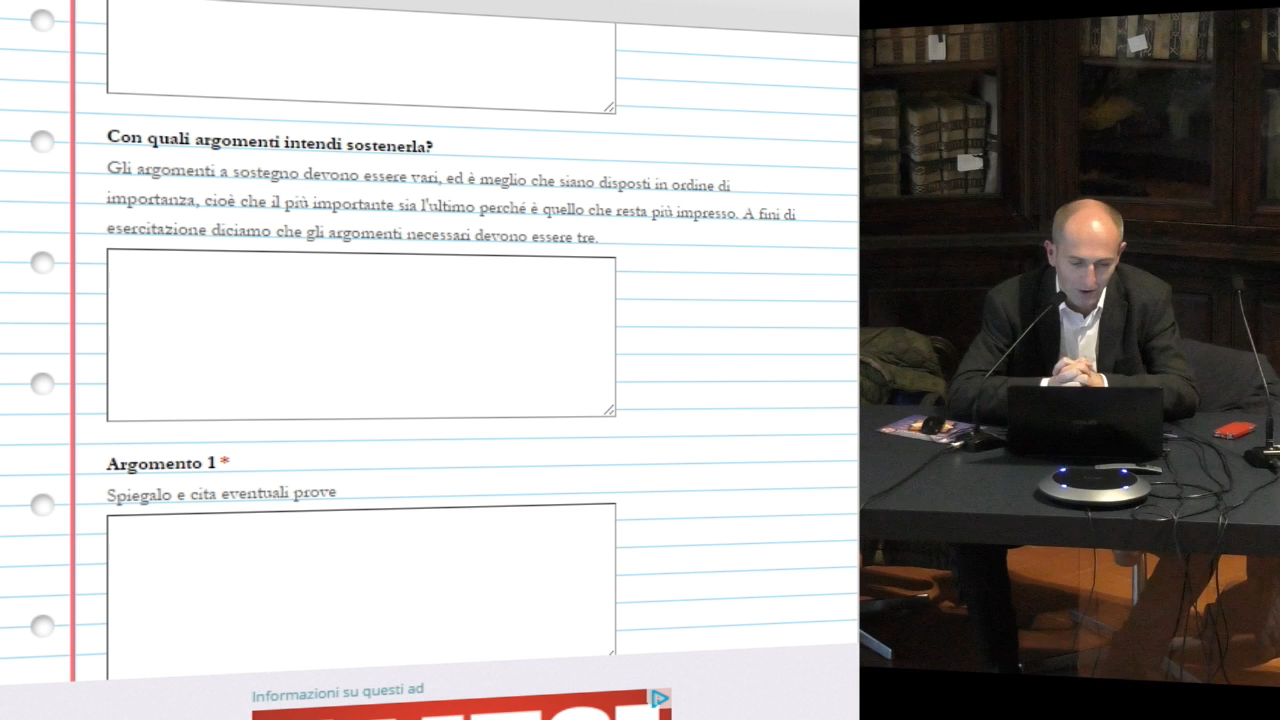 Con quali argomenti intendi sostenerla?
Gli argomenti a sostegno devono essere vari, ed è meglio che siano disposti in ordine di
importanza, cioè che il più importante sia l'ultimo perché è quello che resta più impresso. A fini di
esercitazione diciamo che gli argomenti necessari devono essere tre.
Argomento 1 *
Spiegalo e cita eventuali prove
Informazioni su questi ad